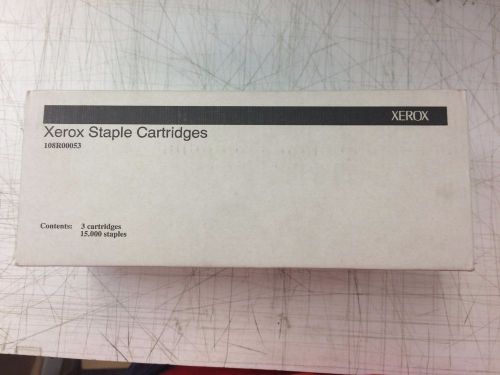 XEROX
Xerox Staple Cartridges
108R00053
Contents: 3 cartridges
15.000 staples